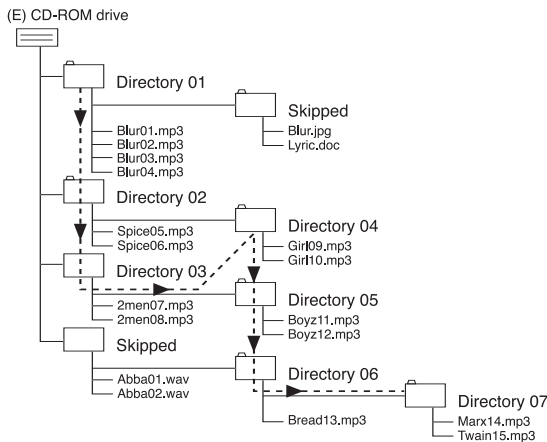 (E) CD-ROM drive
Directory 01
Blur01.mp3
Blur02.mp3
Blur03.mp3
Blur04.mp3
Skipped
Blur.jpg
Lyric.doc
Directory 02
Spice05.mp3
Spice06.mp3
Directory 04
Girl09.mp3
Girl10.mp3
Directory 03
2men07.mp3
2men08.mp3
Directory 05
Boyz11.mp3
Boyz12.mp3
Skipped
Abba01.wav
Abba02.wav
Directory 06
Bread13.mp3
Directory 07
Marx14.mp3
Twain15.mp3